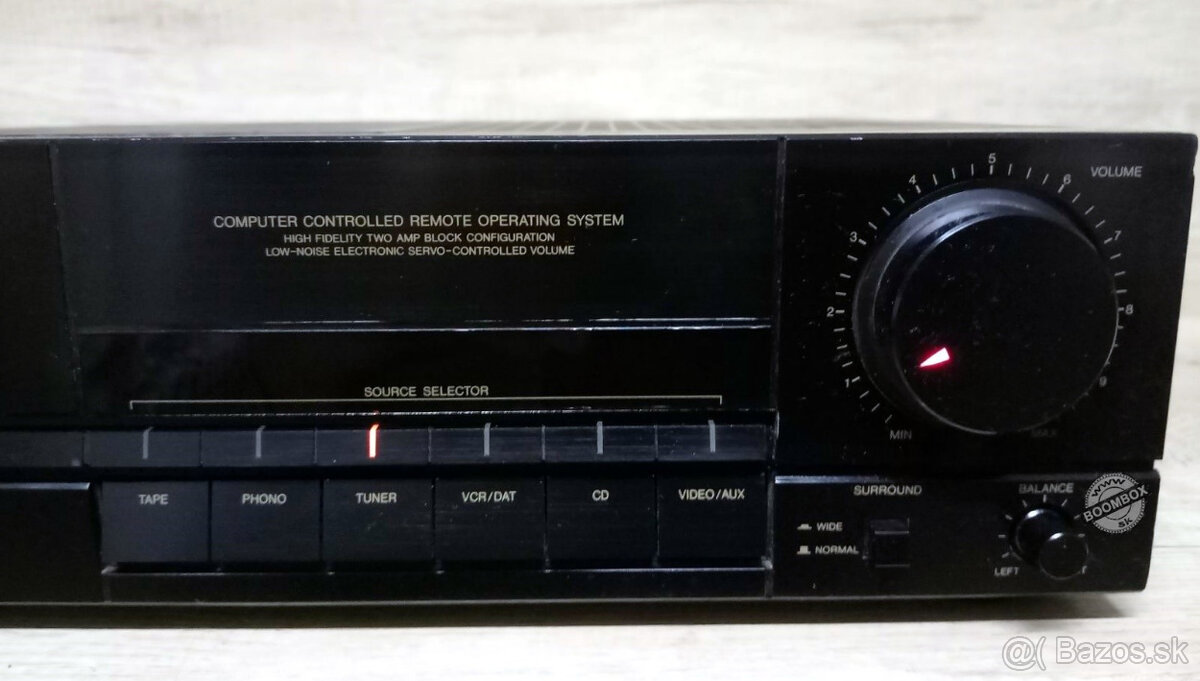 COMPUTER CONTROLLED REMOTE OPERATING SYSTEM
HIGH FIDELITY TWO AMP BLOCK CONFIGURATION
LOW-NOISE ELECTRONIC SERVO-CONTROLLED VOLUME
VOLUME
1 2 3 4 5 6 7 8 9
MIN MAX
SOURCE SELECTOR
TAPE PHONO TUNER VCR/DAT CD VIDEO/AUX
SURROUND
WIDE
NORMAL
BALANCE
LEFT
WWW
BOOMBOX
SK
@( Bazos.sk